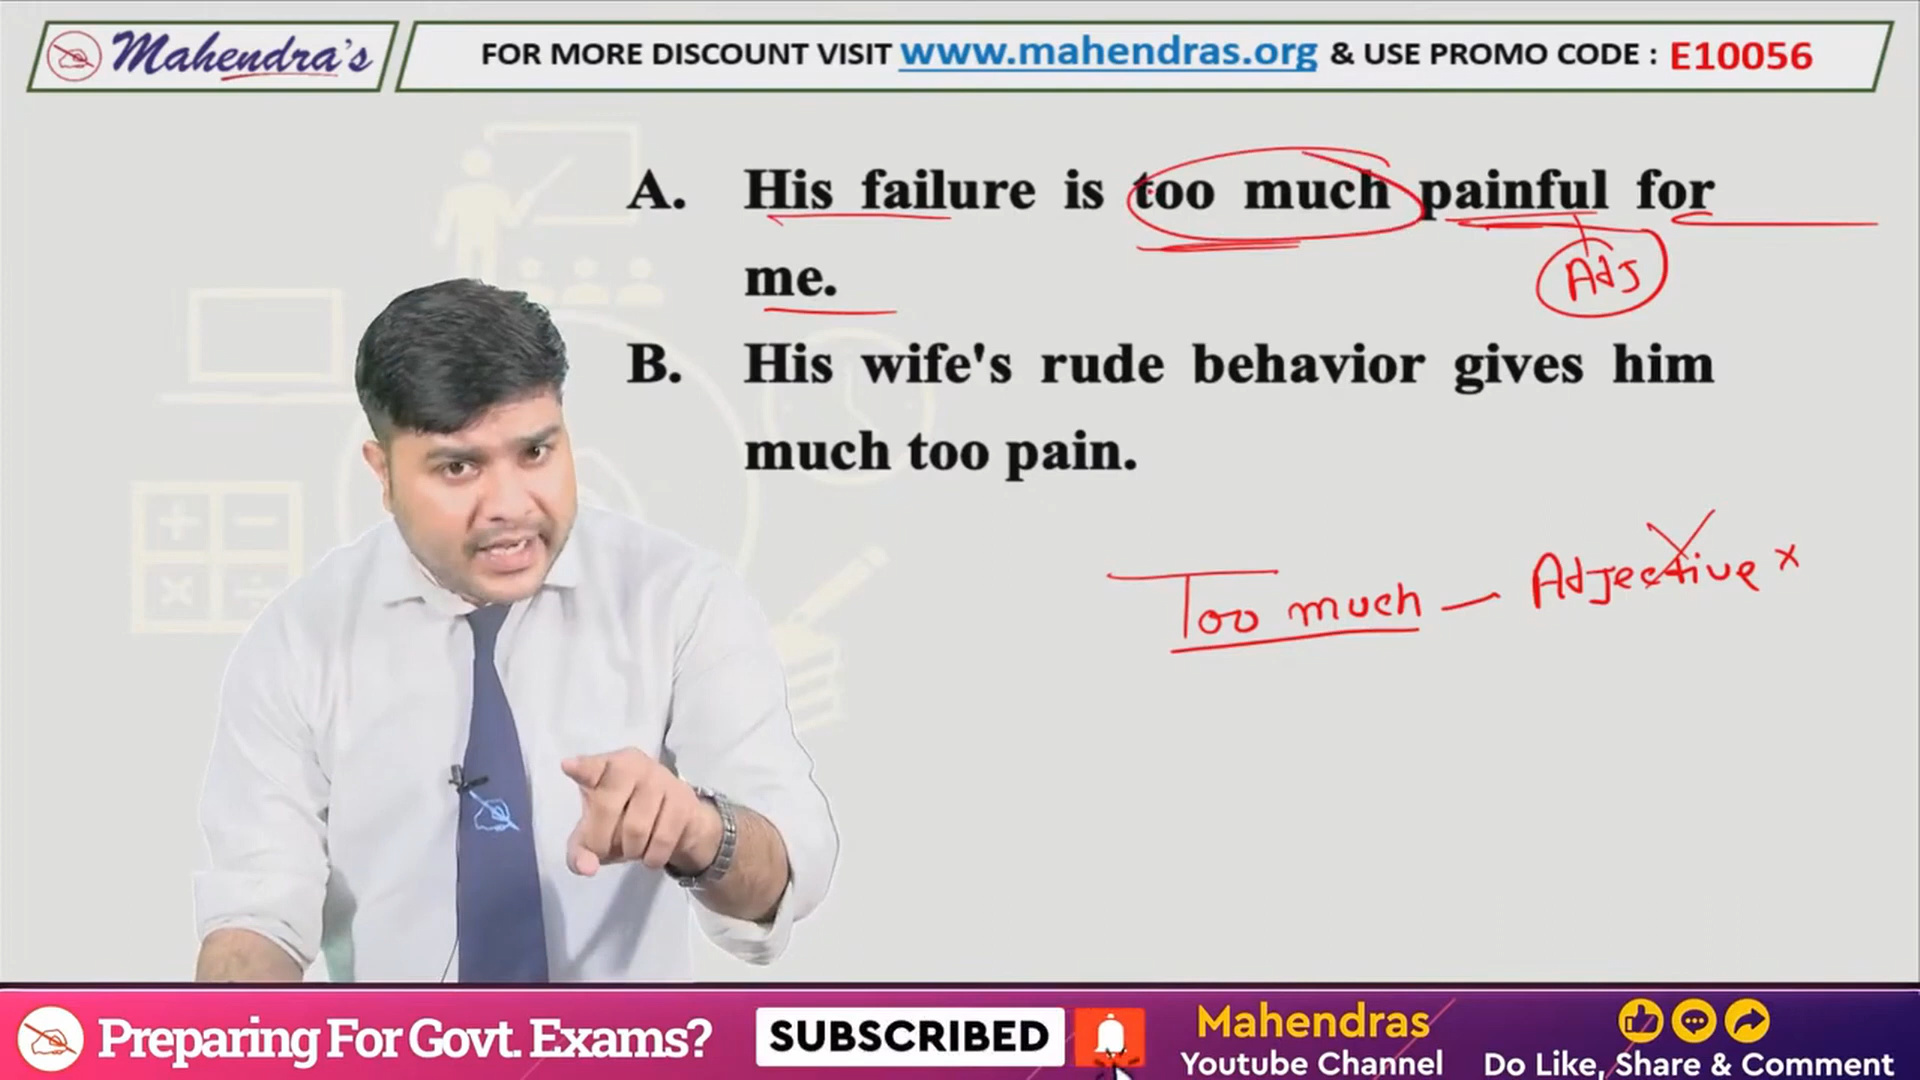 Mahendra's
FOR MORE DISCOUNT VISIT www.mahendras.org & USE PROMO CODE : E10056
A. His failure is too much painful for
me.
Adj
B. His wife's rude behavior gives him
much too pain.
Too much — Adjective ×
Preparing For Govt. Exams?
SUBSCRIBED
Mahendras
Youtube Channel
Do Like, Share & Comment